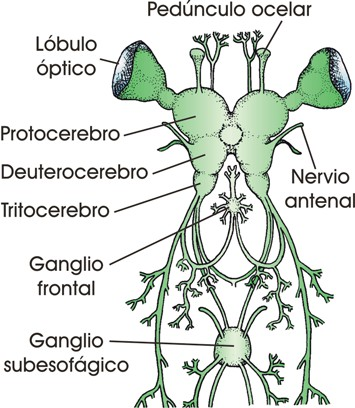 Pedúnculo ocelar
Lóbulo
óptico
Protocerebro
Deuterocerebro
Tritocerebro
Nervio
antenal
Ganglio
frontal
Ganglio
subesofágico